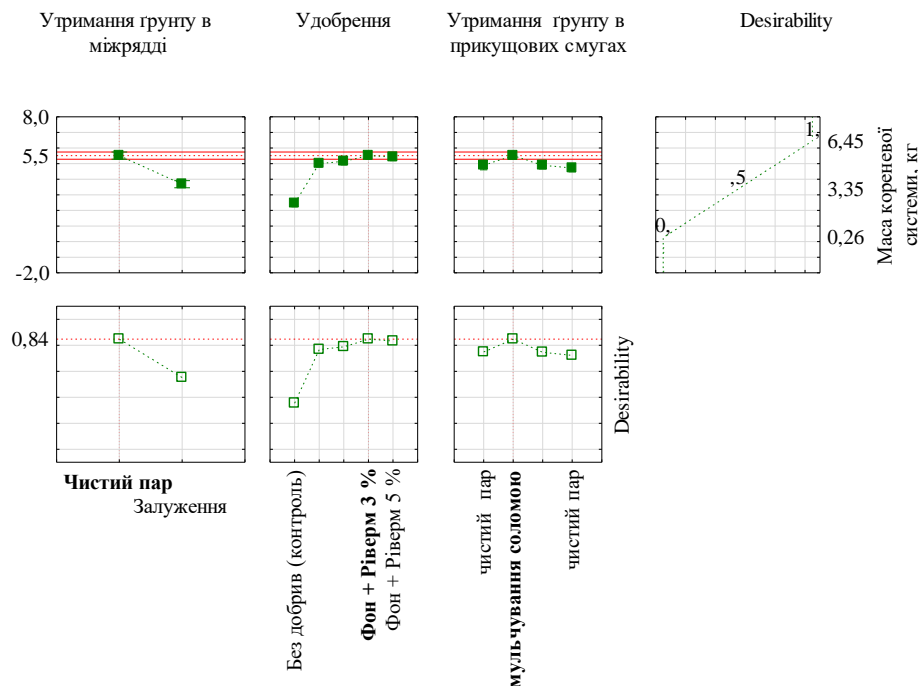 Утримання ґрунту в
міжрядді
Удобрення
Утримання ґрунту в
прикущових смугах
Desirability
8,0
5,5
-2,0
1,
,5
0,
6,45
3,35
0,26
Маса кореневої
системи, кг
0,84
Desirability
Чистий пар
Залуження
Без добрив (контроль)
Фон + Ріверм 3 %
Фон + Ріверм 5 %
чистий пар
мульчування соломою
чистий пар